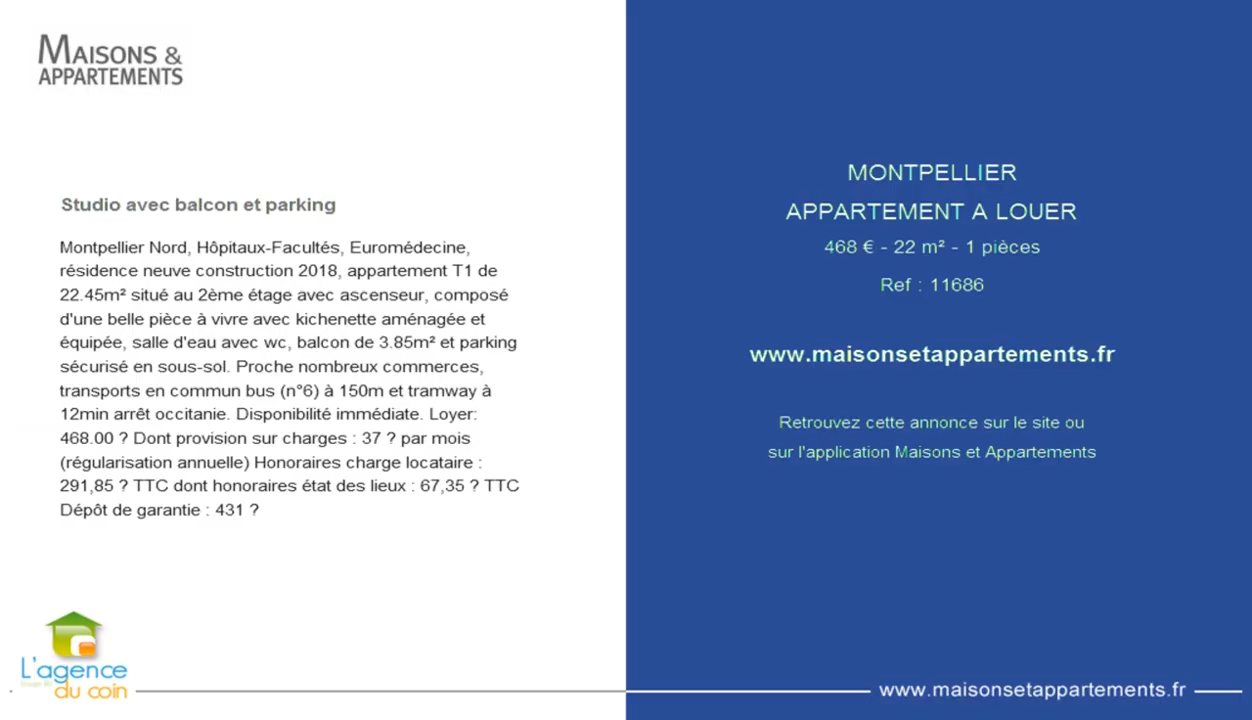 MAISONS &
APPARTEMENTS
Studio avec balcon et parking
Montpellier Nord, Hôpitaux-Facultés, Euromédecine,
résidence neuve construction 2018, appartement T1 de
22.45m² situé au 2ème étage avec ascenseur, composé
d'une belle pièce à vivre avec kichenette aménagée et
équipée, salle d'eau avec wc, balcon de 3.85m² et parking
sécurisé en sous-sol. Proche nombreux commerces,
transports en commun bus (n°6) à 150m et tramway à
12min arrêt occitanie. Disponibilité immédiate. Loyer:
468.00 ? Dont provision sur charges : 37 ? par mois
(régularisation annuelle) Honoraires charge locataire :
291,85 ? TTC dont honoraires état des lieux : 67,35 ? TTC
Dépôt de garantie : 431 ?
L'agence
du coin
MONTPELLIER
APPARTEMENT A LOUER
468 € - 22 m² - 1 pièces
Ref : 11686
www.maisonsetappartements.fr
Retrouvez cette annonce sur le site ou
sur l'application Maisons et Appartements
www.maisonsetappartements.fr